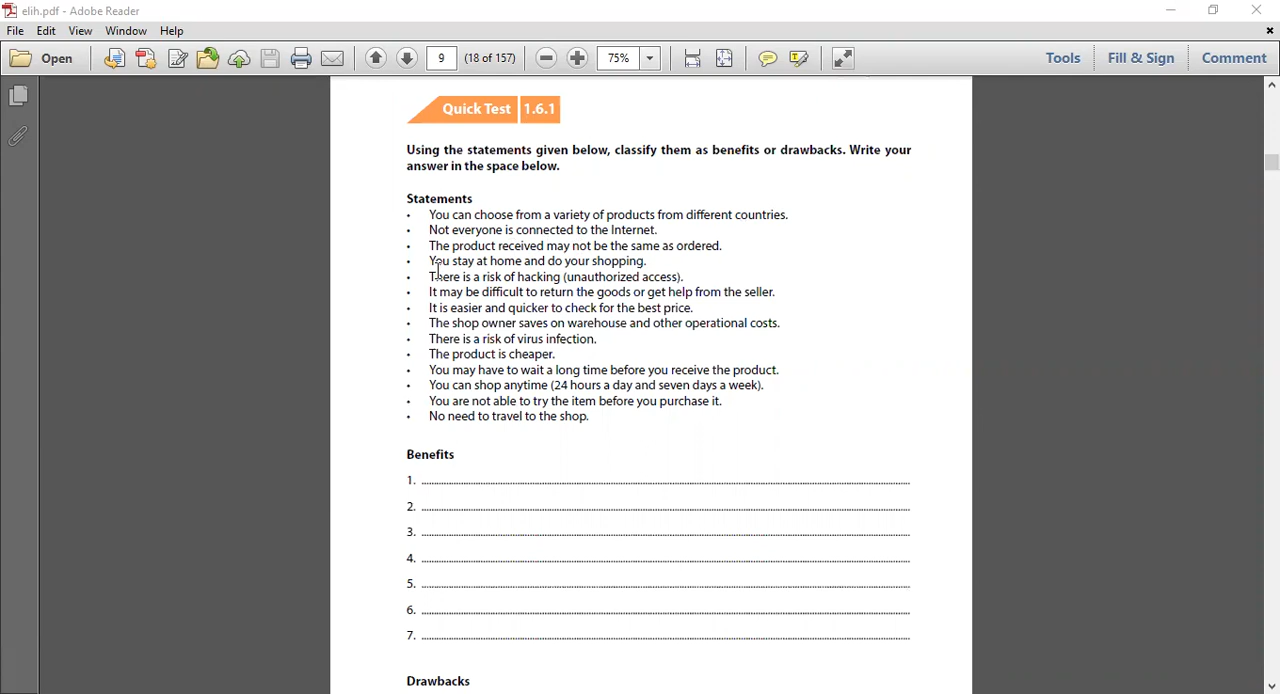 elih.pdf - Adobe Reader
File Edit View Window Help
Open 9 (18 of 157) 75% Tools Fill & Sign Comment
Quick Test 1.6.1
Using the statements given below, classify them as benefits or drawbacks. Write your
answer in the space below.
Statements
• You can choose from a variety of products from different countries.
• Not everyone is connected to the Internet.
• The product received may not be the same as ordered.
• You stay at home and do your shopping.
• There is a risk of hacking (unauthorized access).
• It may be difficult to return the goods or get help from the seller.
• It is easier and quicker to check for the best price.
• The shop owner saves on warehouse and other operational costs.
• There is a risk of virus infection.
• The product is cheaper.
• You may have to wait a long time before you receive the product.
• You can shop anytime (24 hours a day and seven days a week).
• You are not able to try the item before you purchase it.
• No need to travel to the shop.
Benefits
1.
2.
3.
4.
5.
6.
7.
Drawbacks